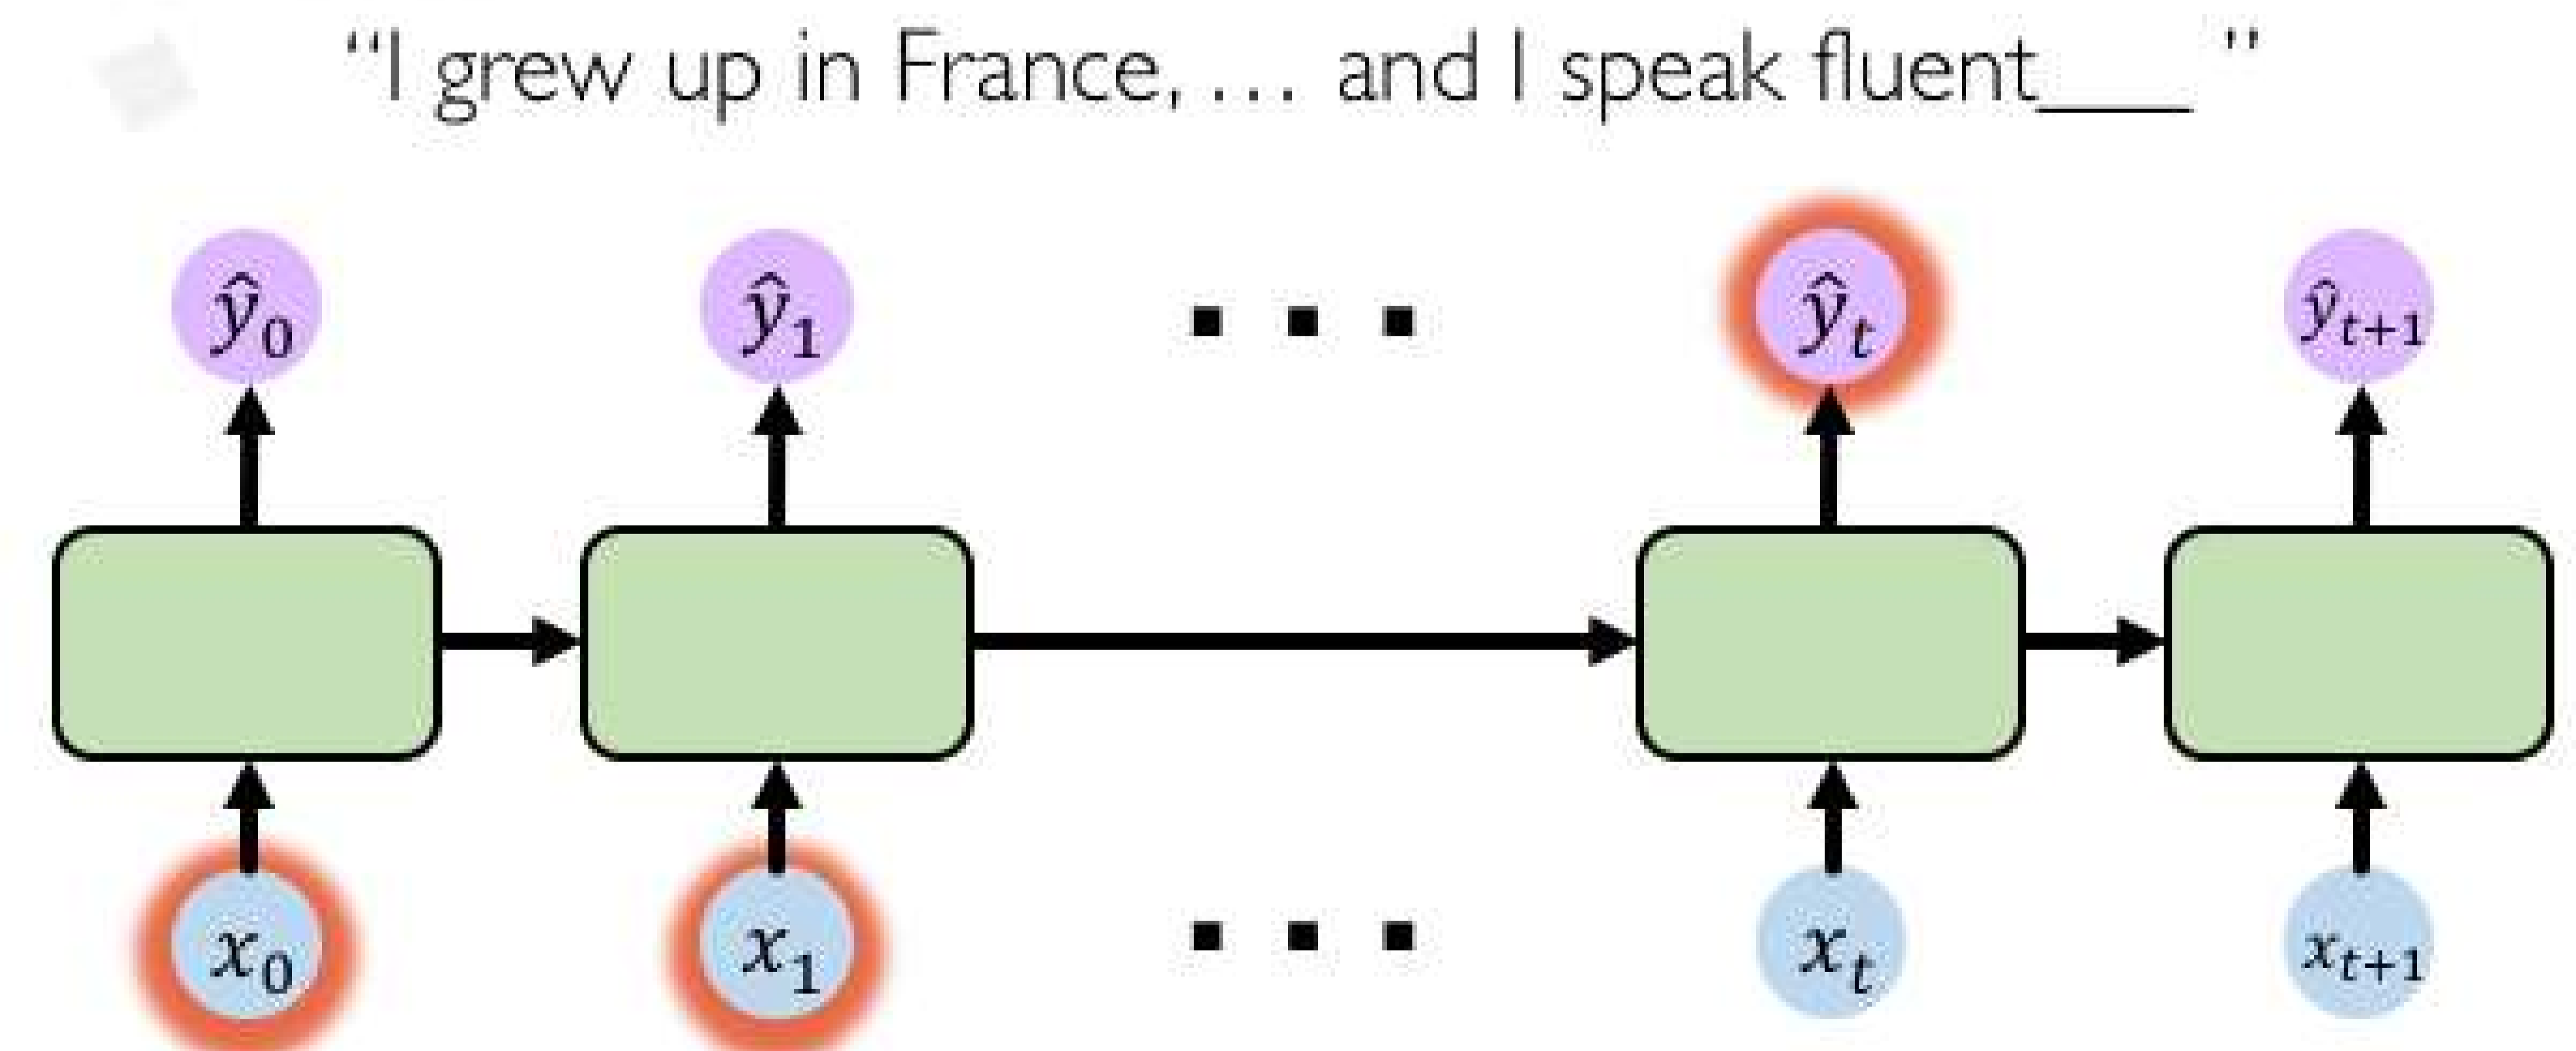 “I grew up in France, … and I speak fluent___ ”
ŷ₀ ŷ₁ ... ŷₜ ŷₜ₊₁
x₀ x₁ ... xₜ xₜ₊₁